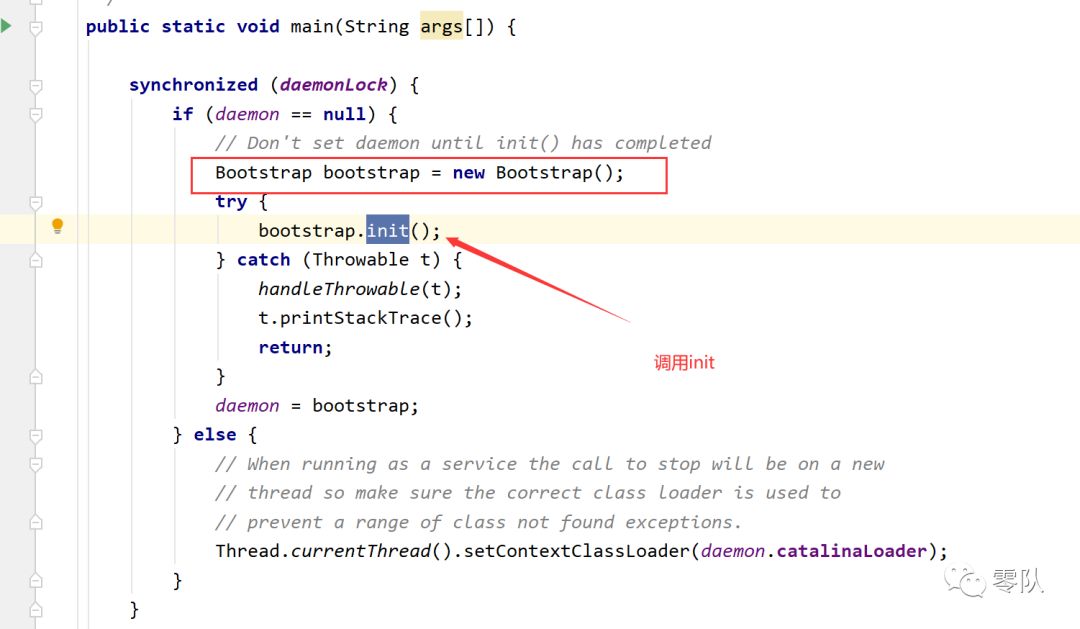 public static void main(String args[]) {
synchronized (daemonLock) {
if (daemon == null) {
// Don't set daemon until init() has completed
Bootstrap bootstrap = new Bootstrap();
try {
bootstrap.init();
} catch (Throwable t) {
handleThrowable(t);
t.printStackTrace();
return;
}
调用init
daemon = bootstrap;
} else {
// When running as a service the call to stop will be on a new
// thread so make sure the correct class loader is used to
// prevent a range of class not found exceptions.
Thread.currentThread().setContextClassLoader(daemon.catalinaLoader);
}
}
零队